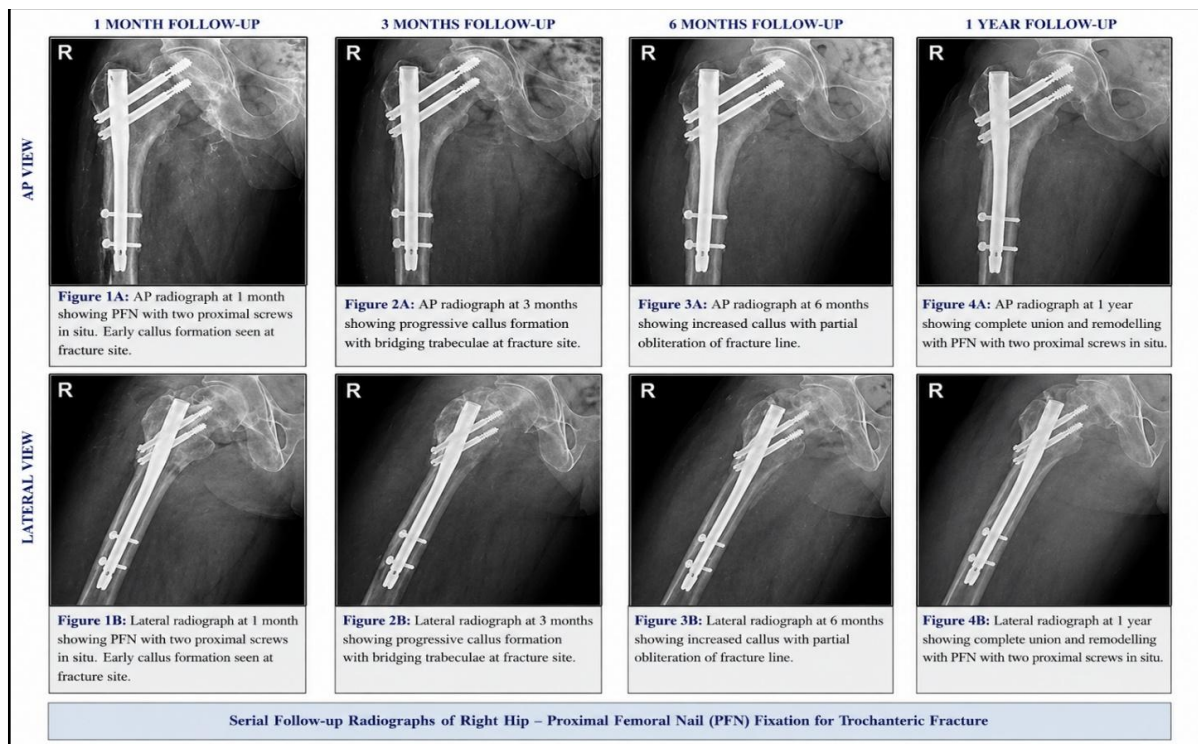 1 MONTH FOLLOW-UP
3 MONTHS FOLLOW-UP
6 MONTHS FOLLOW-UP
1 YEAR FOLLOW-UP
AP VIEW
R
R
R
R
Figure 1A: AP radiograph at 1 month
showing PFN with two proximal screws
in situ. Early callus formation seen at
fracture site.
Figure 2A: AP radiograph at 3 months
showing progressive callus formation
with bridging trabeculae at fracture site.
Figure 3A: AP radiograph at 6 months
showing increased callus with partial
obliteration of fracture line.
Figure 4A: AP radiograph at 1 year
showing complete union and remodelling
with PFN with two proximal screws in situ.
LATERAL VIEW
R
R
R
R
Figure 1B: Lateral radiograph at 1 month
showing PFN with two proximal screws
in situ. Early callus formation seen at
fracture site.
Figure 2B: Lateral radiograph at 3 months
showing progressive callus formation
with bridging trabeculae at fracture site.
Figure 3B: Lateral radiograph at 6 months
showing increased callus with partial
obliteration of fracture line.
Figure 4B: Lateral radiograph at 1 year
showing complete union and remodelling
with PFN with two proximal screws in situ.
Serial Follow-up Radiographs of Right Hip – Proximal Femoral Nail (PFN) Fixation for Trochanteric Fracture